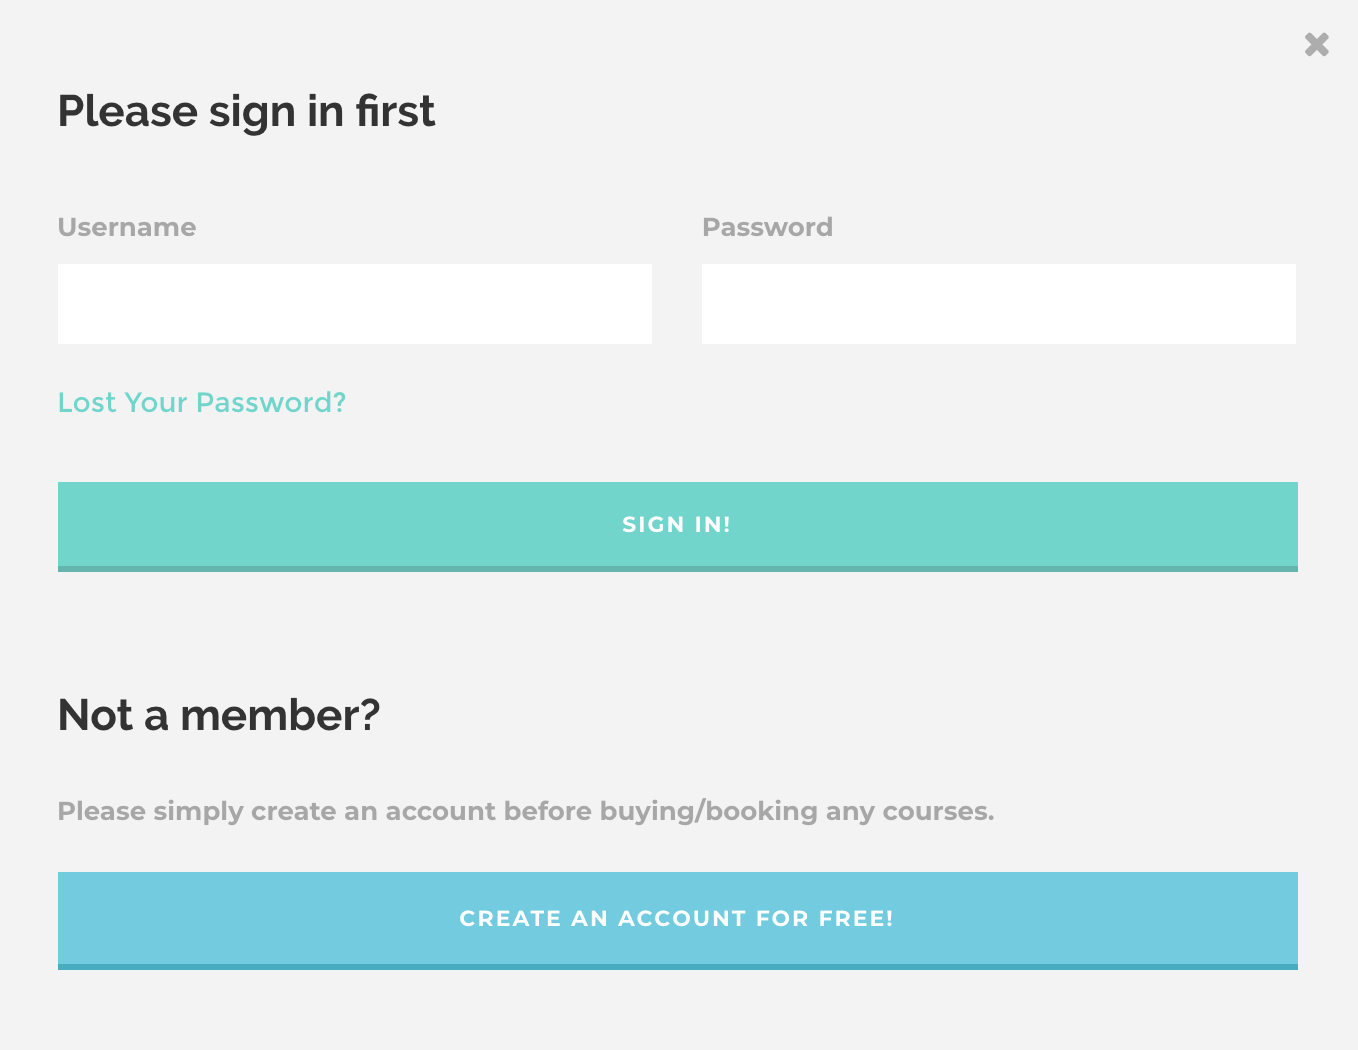 Please sign in first
Username
Password
Lost Your Password?
SIGN IN!
Not a member?
Please simply create an account before buying/booking any courses.
CREATE AN ACCOUNT FOR FREE!